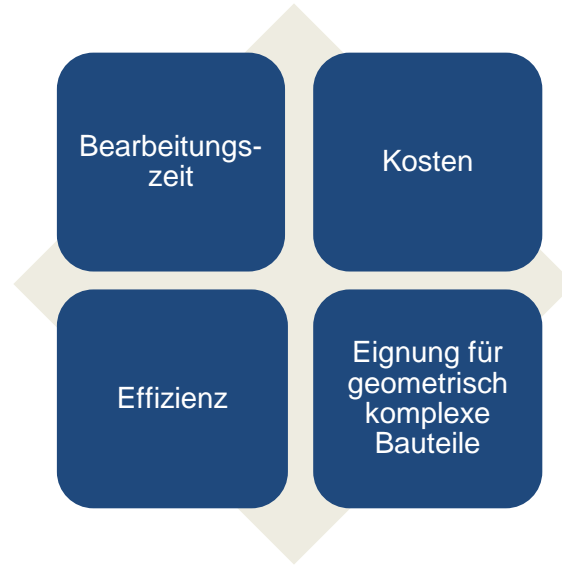 Bearbeitungs-
zeit
Kosten
Effizienz
Eignung für
geometrisch
komplexe
Bauteile